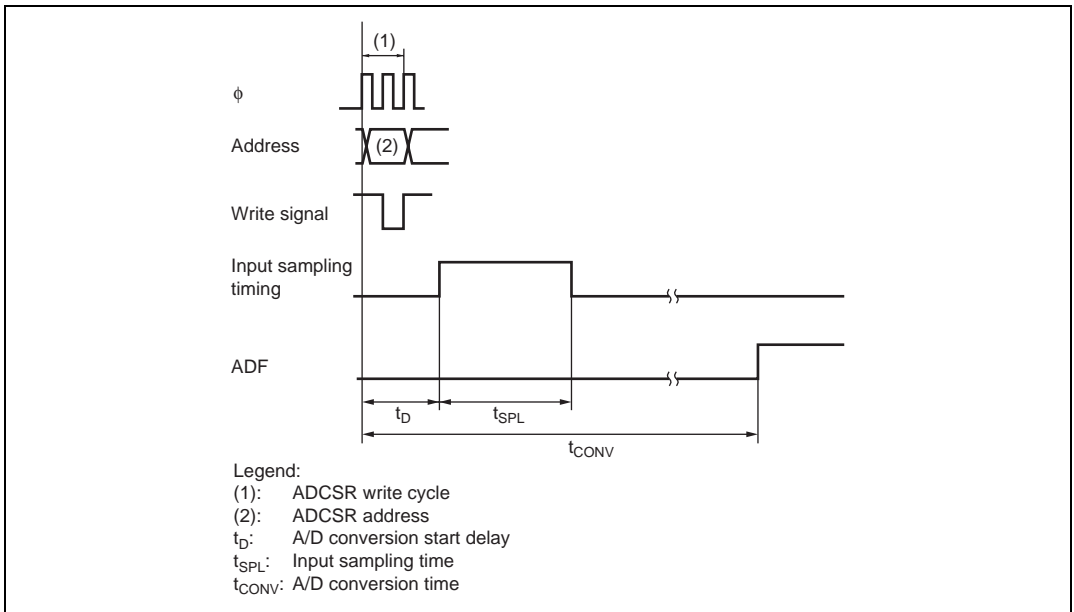 (1)
φ
Address
(2)
Write signal
Input sampling
timing
ADF
tD
tSPL
tCONV
Legend:
(1): ADCSR write cycle
(2): ADCSR address
tD: A/D conversion start delay
tSPL: Input sampling time
tCONV: A/D conversion time